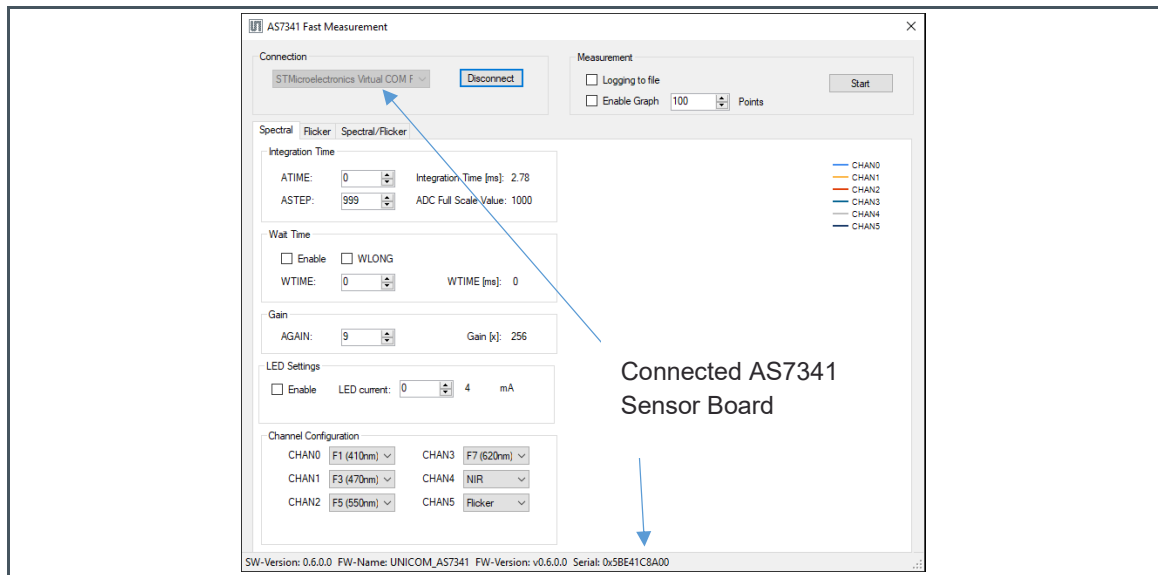 AS7341 Fast Measurement
Connection
STMicroelectronics Virtual COM F
Disconnect
Measurement
Logging to file
Enable Graph 100 Points
Start
Spectral Flicker Spectral/Flicker
Integration Time
ATIME: 0 Integration Time [ms]: 2.78
ASTEP: 999 ADC Full Scale Value: 1000
Wait Time
Enable WLONG
WTIME: 0 WTIME [ms]: 0
Gain
AGAIN: 9 Gain [x]: 256
LED Settings
Enable LED current: 0 4 mA
Channel Configuration
CHAN0 F1 (410nm) CHAN3 F7 (620nm)
CHAN1 F3 (470nm) CHAN4 NIR
CHAN2 F5 (550nm) CHAN5 Flicker
CHAN0
CHAN1
CHAN2
CHAN3
CHAN4
CHAN5
Connected AS7341
Sensor Board
SW-Version: 0.6.0.0 FW-Name: UNICOM_AS7341 FW-Version: v0.6.0.0 Serial: 0x5BE41C8A00